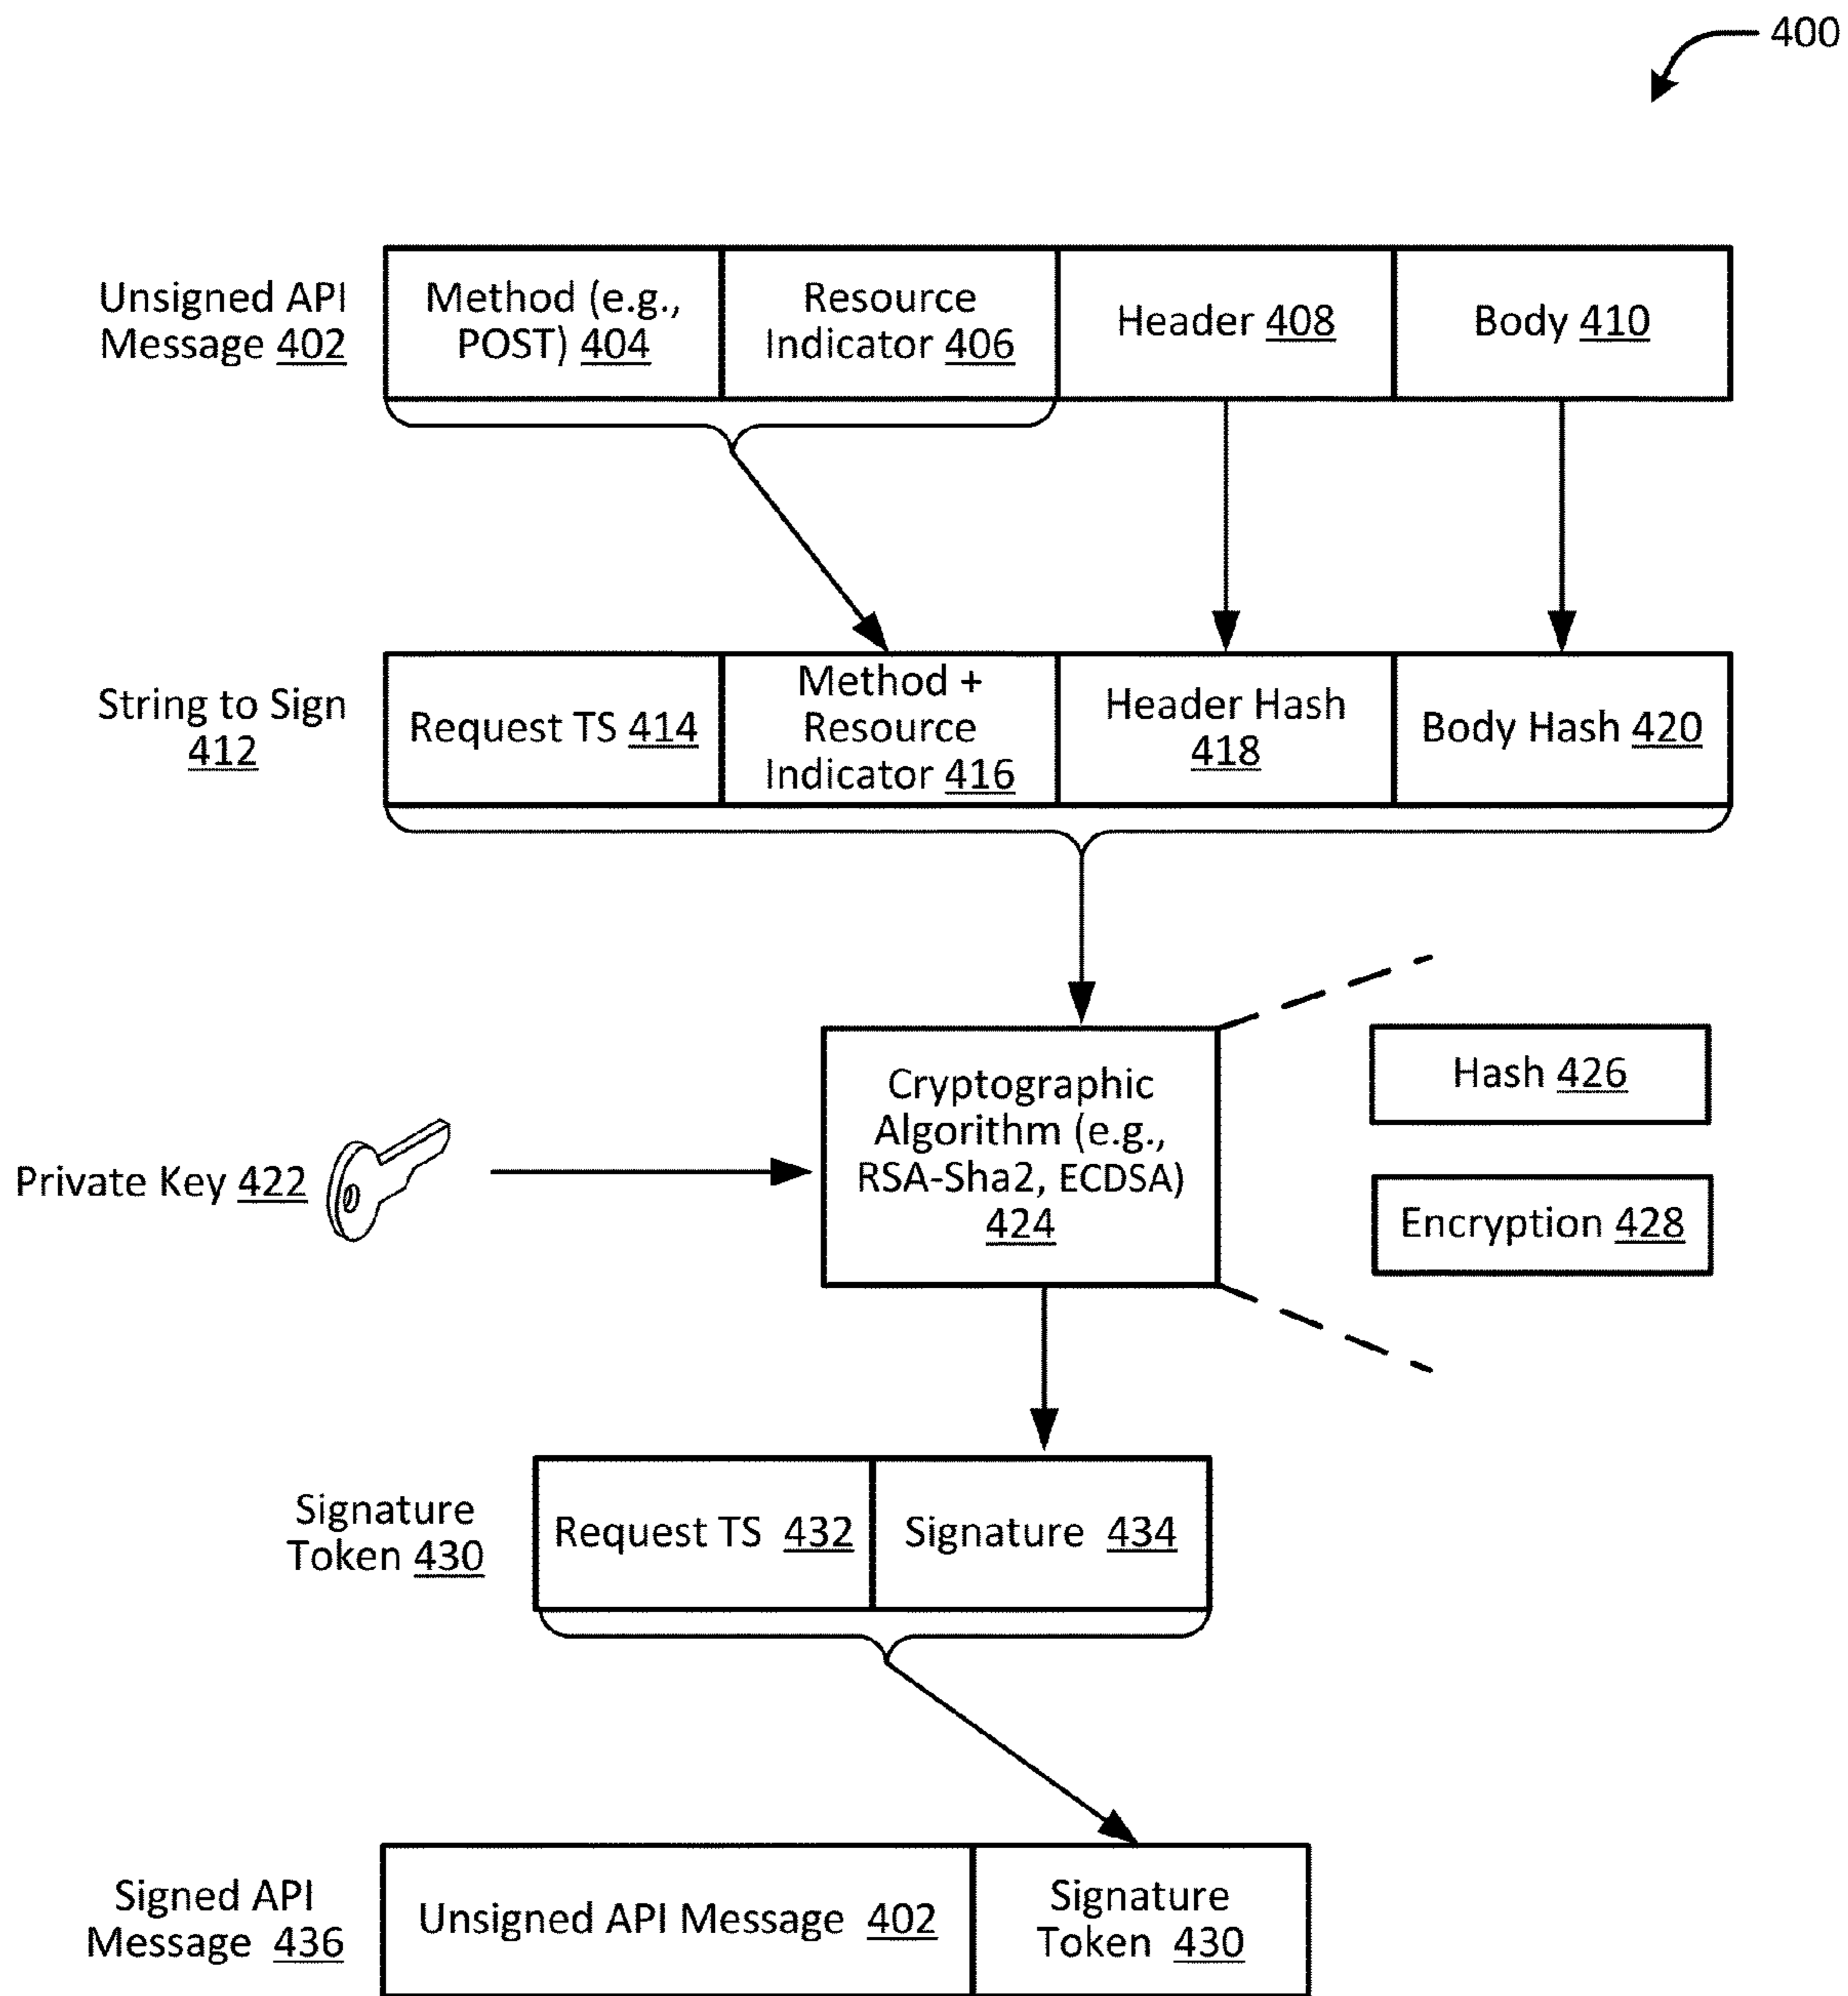 400
Unsigned API
Message 402
Method (e.g.,
POST) 404
Resource
Indicator 406
Header 408
Body 410
String to Sign
412
Request TS 414
Method +
Resource
Indicator 416
Header Hash
418
Body Hash 420
Private Key 422
Cryptographic
Algorithm (e.g.,
RSA-Sha2, ECDSA)
424
Hash 426
Encryption 428
Signature
Token 430
Request TS 432
Signature 434
Signed API
Message 436
Unsigned API Message 402
Signature
Token 430